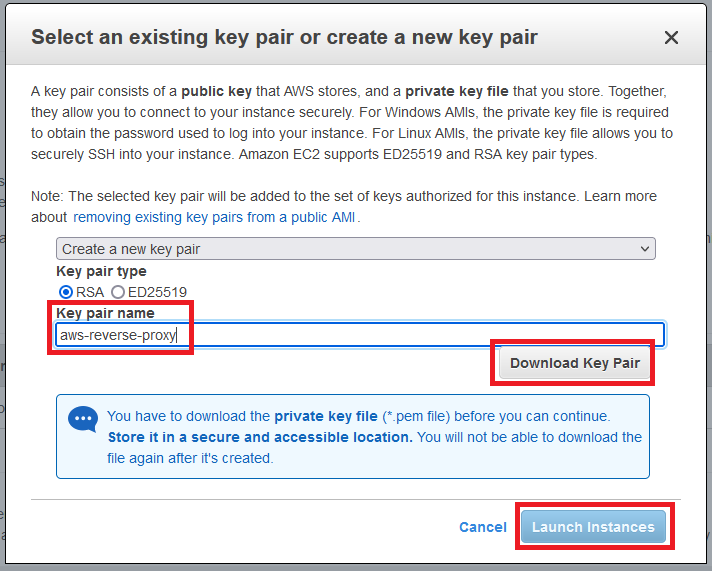 Select an existing key pair or create a new key pair
A key pair consists of a public key that AWS stores, and a private key file that you store. Together,
they allow you to connect to your instance securely. For Windows AMIs, the private key file is required
to obtain the password used to log into your instance. For Linux AMIs, the private key file allows you to
securely SSH into your instance. Amazon EC2 supports ED25519 and RSA key pair types.
Note: The selected key pair will be added to the set of keys authorized for this instance. Learn more
about removing existing key pairs from a public AMI.
Create a new key pair
Key pair type
RSA ED25519
Key pair name
aws-reverse-proxy
Download Key Pair
You have to download the private key file (*.pem file) before you can continue.
Store it in a secure and accessible location. You will not be able to download the
file again after it's created.
Cancel Launch Instances